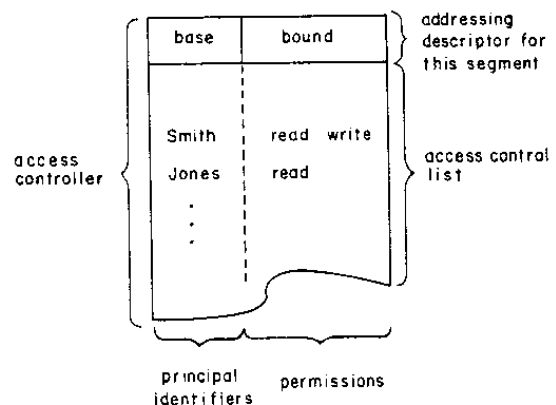 base bound
addressing
descriptor for
this segment
Smith read write
Jones read
access
controller
access control
list
principal
identifiers
permissions